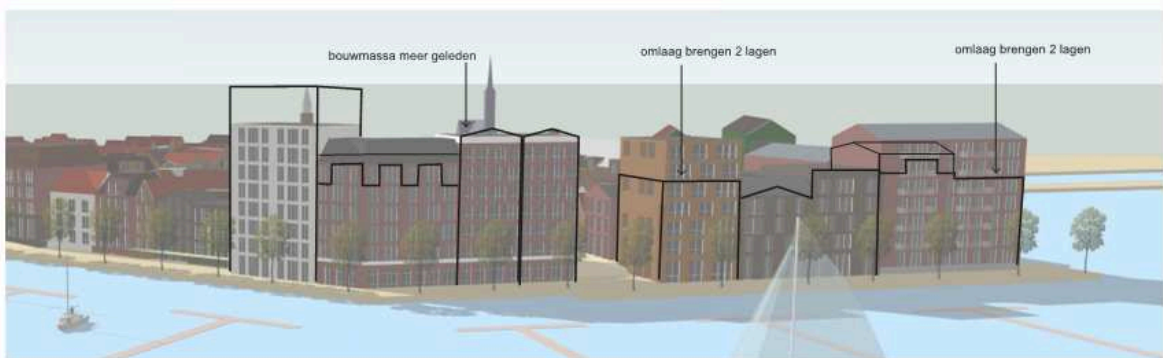 bouwmassa meer geleden
omlaag brengen 2 lagen
omlaag brengen 2 lagen